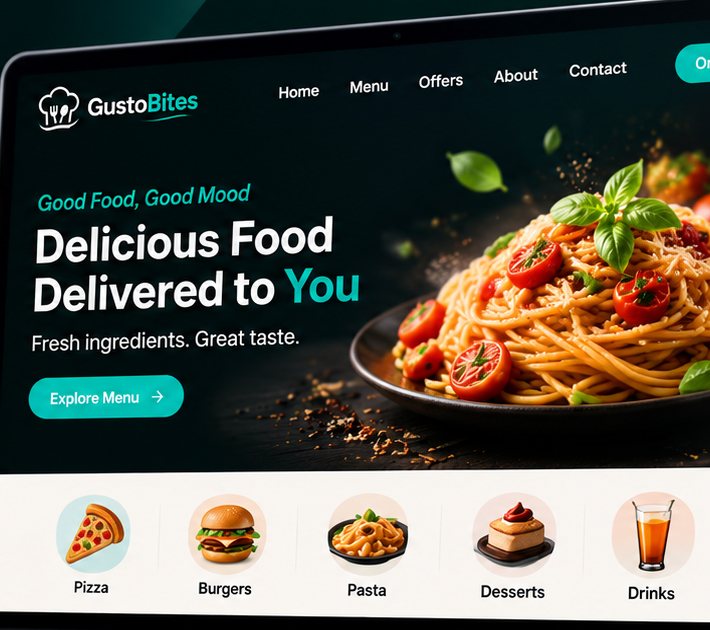 GustoBites
Home Menu Offers About Contact
Good Food, Good Mood
Delicious Food
Delivered to You
Fresh ingredients. Great taste.
Explore Menu →
Pizza Burgers Pasta Desserts Drinks